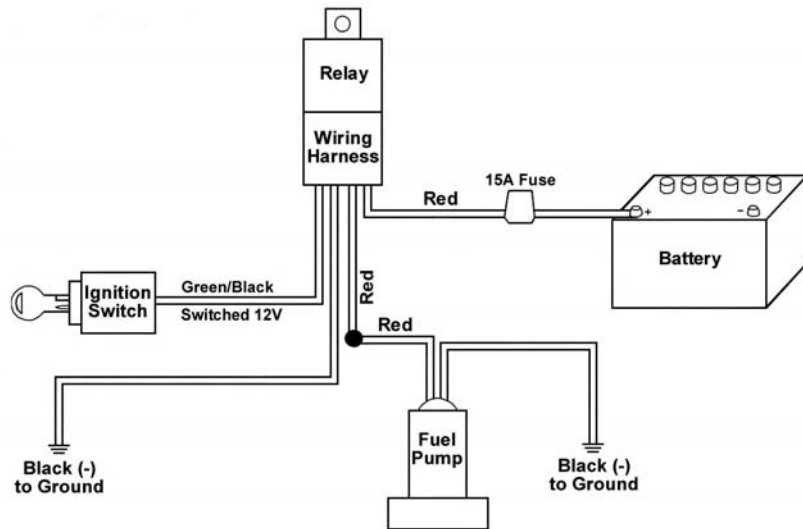 Relay
Wiring
Harness
15A Fuse
Red
+
-
Battery
Ignition
Switch
Green/Black
Switched 12V
Red
Red
Fuel
Pump
Black (-)
to Ground
Black (-)
to Ground